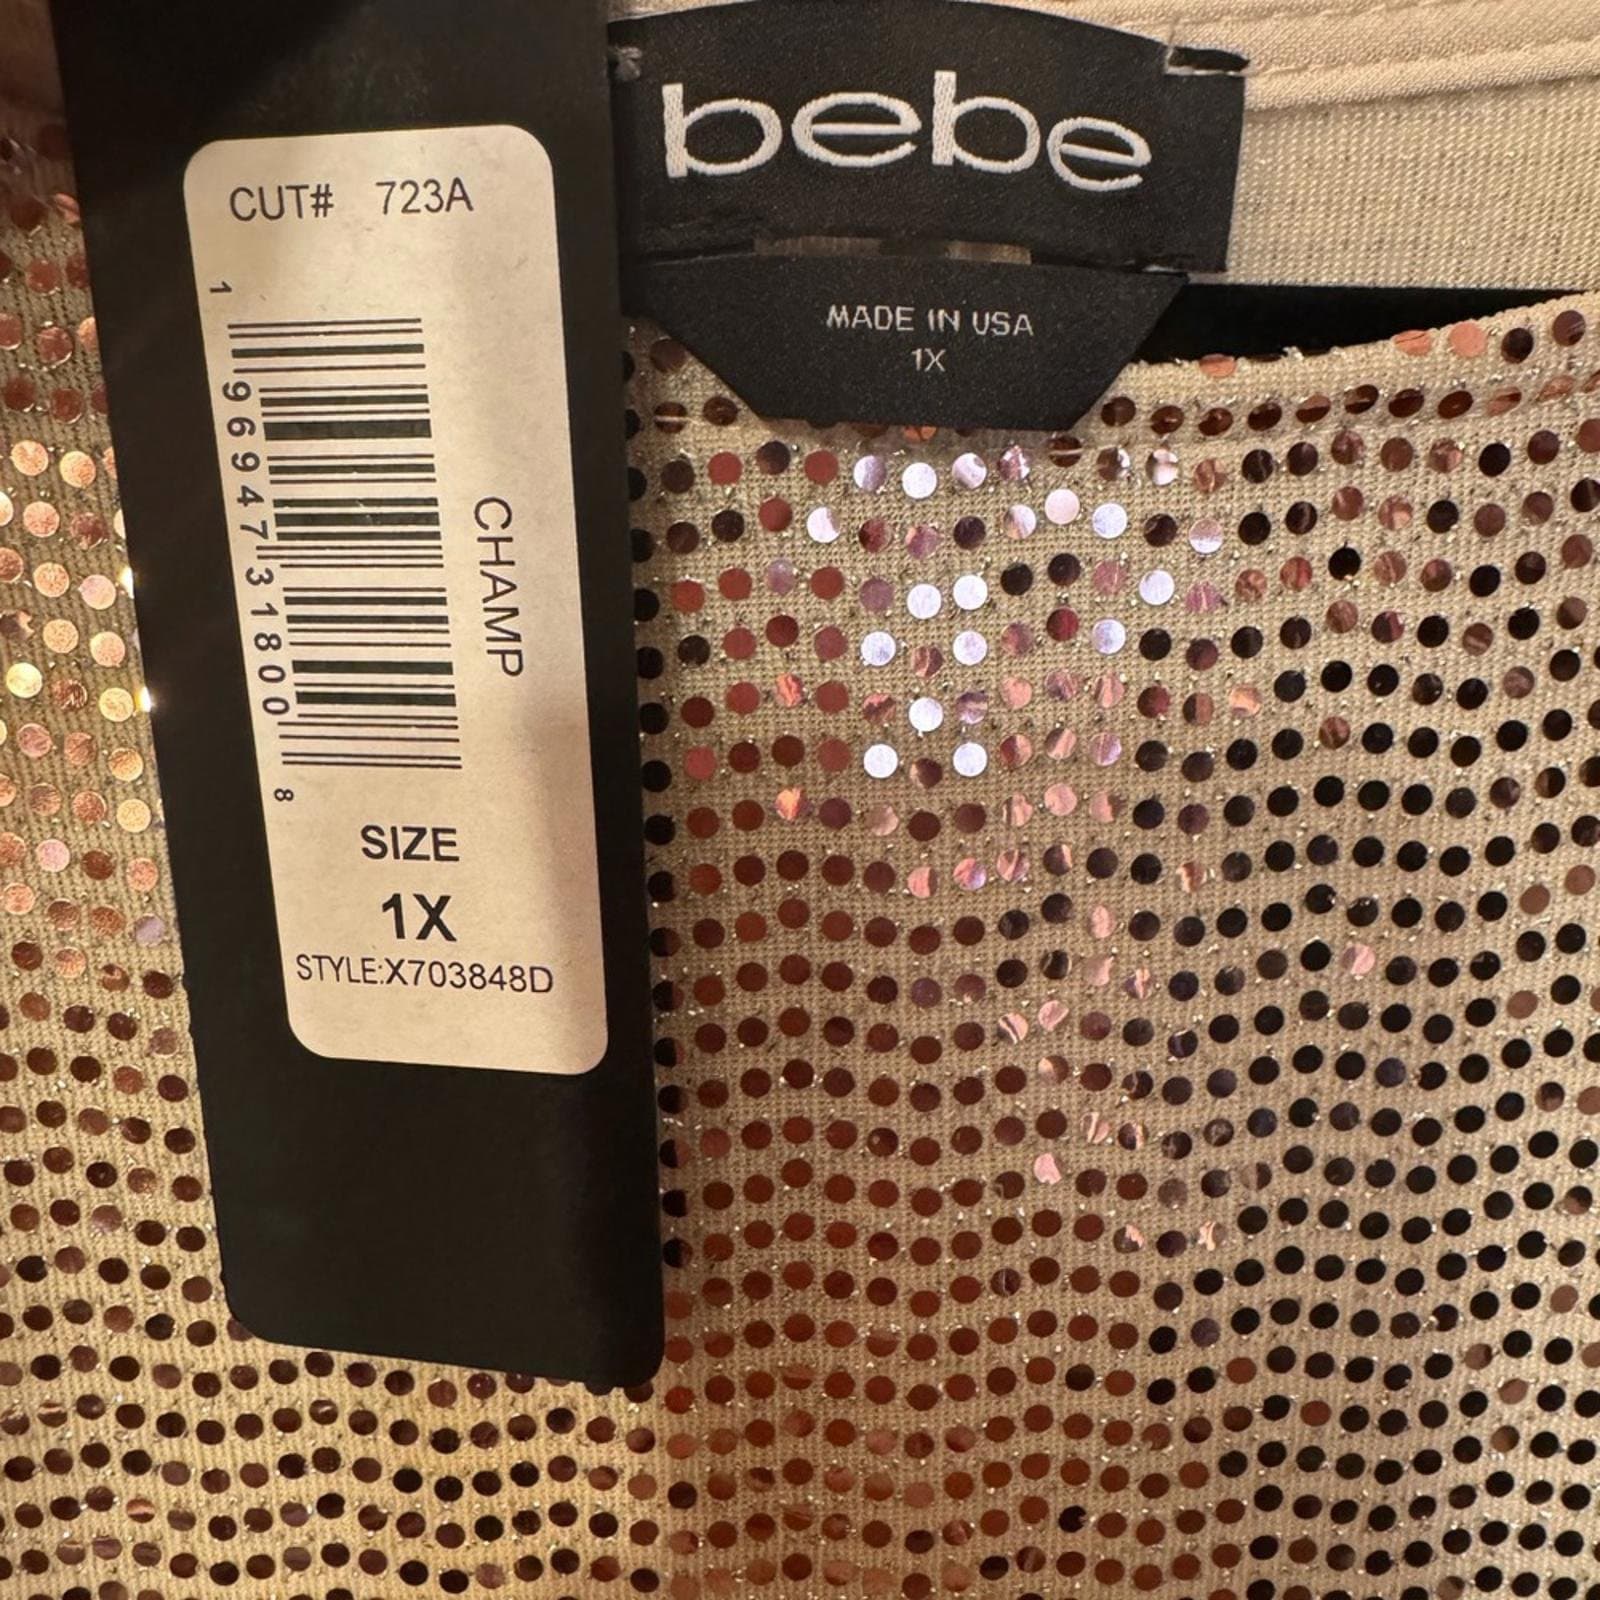 CUT# 723A
1 96947 31800 8
CHAMP
SIZE
1X
STYLE:X703848D
bebe
MADE IN USA
1X